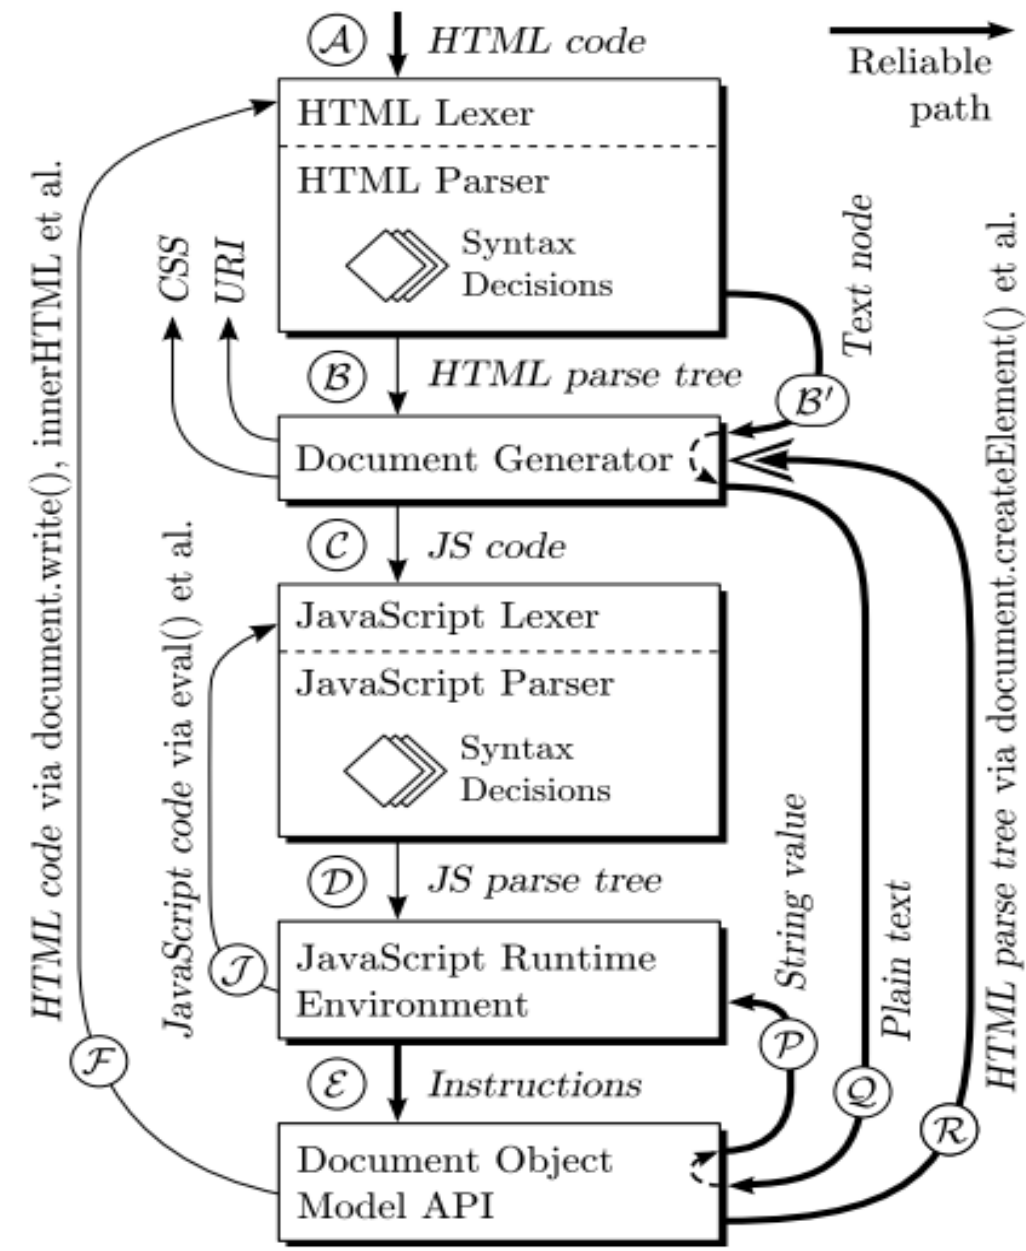 𝒜
HTML code
Reliable
path
HTML Lexer
HTML Parser
Syntax
Decisions
Text node
CSS
URI
ℬ
HTML parse tree
ℬ′
Document Generator
𝒞
JS code
JavaScript Lexer
JavaScript Parser
Syntax
Decisions
𝒟
JS parse tree
JavaScript Runtime
Environment
𝒥
ℰ
Instructions
Document Object
Model API
ℱ
HTML code via document.write(), innerHTML et al.
JavaScript code via eval() et al.
String value
𝒫
Plain text
𝒬
HTML parse tree via document.createElement() et al.
ℛ